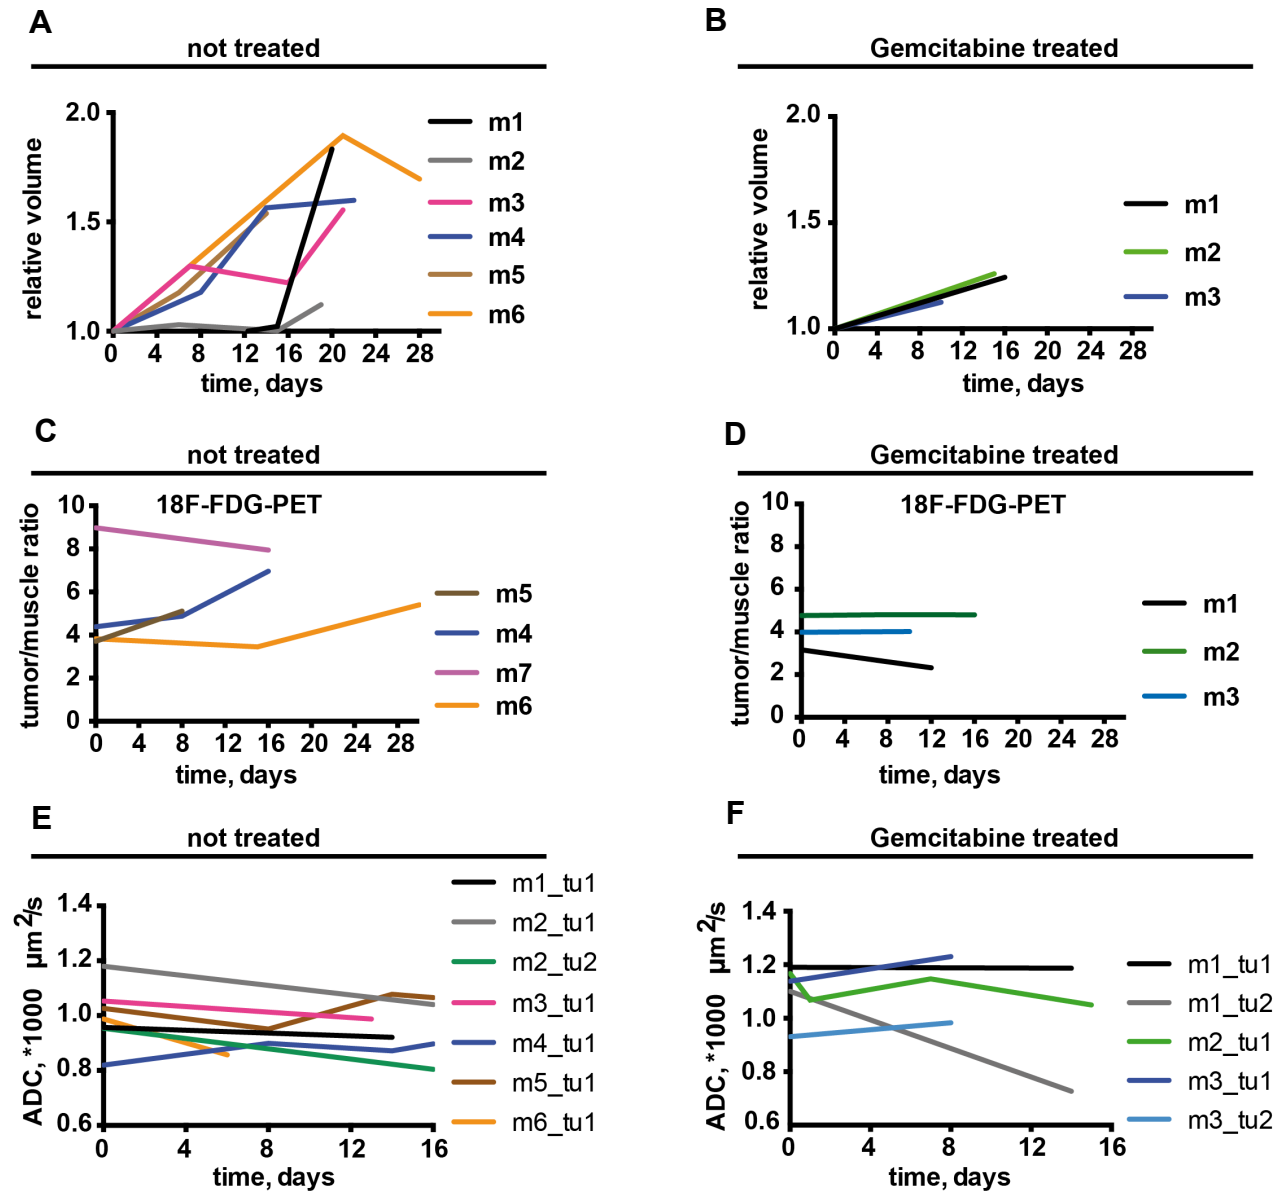 A
not treated
2.0
1.5
1.0
relative volume
0 4 8 12 16 20 24 28
time, days
m1
m2
m3
m4
m5
m6
B
Gemcitabine treated
2.0
1.5
1.0
relative volume
0 4 8 12 16 20 24 28
time, days
m1
m2
m3
C
not treated
18F-FDG-PET
10
8
6
4
2
0
tumor/muscle ratio
0 4 8 12 16 20 24 28
time, days
m5
m4
m7
m6
D
Gemcitabine treated
18F-FDG-PET
10
8
6
4
2
0
tumor/muscle ratio
0 4 8 12 16 20 24 28
time, days
m1
m2
m3
E
not treated
1.4
1.2
1.0
0.8
0.6
ADC, *1000 µm²/s
0 4 8 12 16
time, days
m1_tu1
m2_tu1
m2_tu2
m3_tu1
m4_tu1
m5_tu1
m6_tu1
F
Gemcitabine treated
1.4
1.2
1.0
0.8
0.6
ADC, *1000 µm²/s
0 4 8 12 16
time, days
m1_tu1
m1_tu2
m2_tu1
m3_tu1
m3_tu2